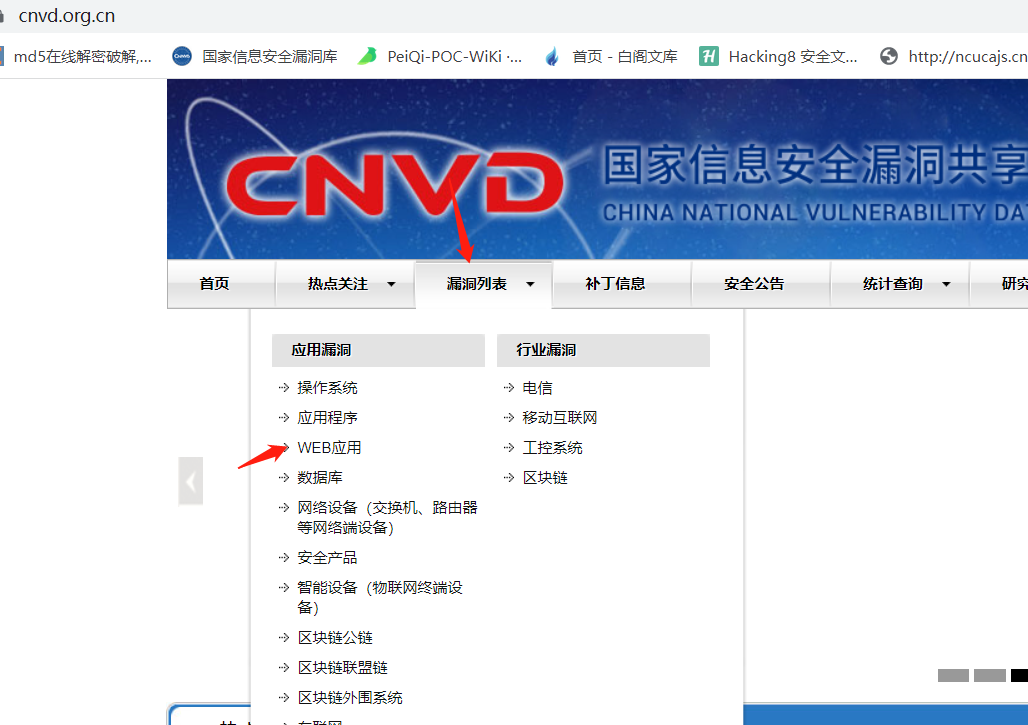 cnvd.org.cn
md5在线解密破解,... 国家信息安全漏洞库 PeiQi-POC-WiKi ·... 首页 - 白阁文库 Hacking8 安全文... http://ncucajs.cn
CNVD
国家信息安全漏洞共享
CHINA NATIONAL VULNERABILITY DA
首页 热点关注 漏洞列表 补丁信息 安全公告 统计查询 研究
应用漏洞 行业漏洞
操作系统 电信
应用程序 移动互联网
WEB应用 工控系统
数据库 区块链
网络设备（交换机、路由器
等网络端设备）
安全产品
智能设备（物联网终端设
备）
区块链公链
区块链联盟链
区块链外围系统